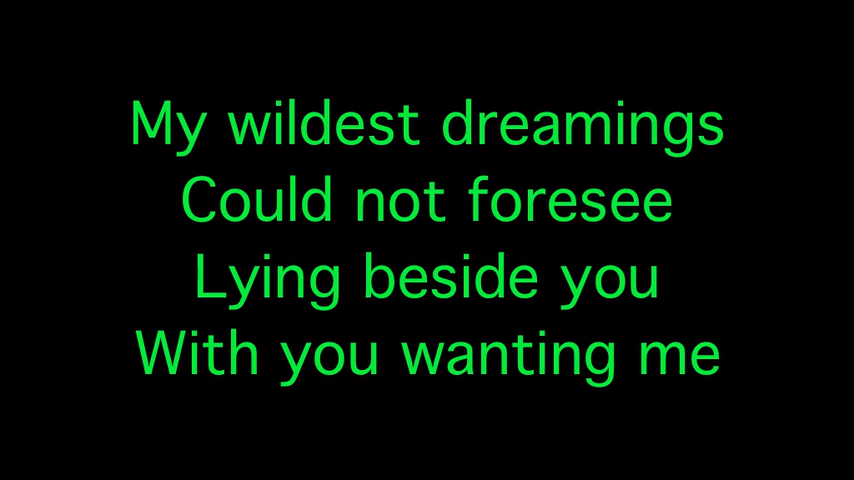 My wildest dreamings
Could not foresee
Lying beside you
With you wanting me